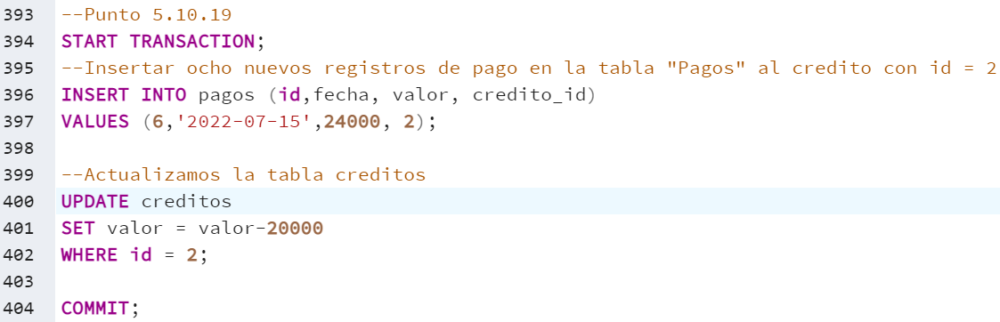 393 --Punto 5.10.19
394 START TRANSACTION;
395 --Insertar ocho nuevos registros de pago en la tabla "Pagos" al credito con id = 2
396 INSERT INTO pagos (id,fecha, valor, credito_id)
397 VALUES (6,'2022-07-15',24000, 2);
398
399 --Actualizamos la tabla creditos
400 UPDATE creditos
401 SET valor = valor-20000
402 WHERE id = 2;
403
404 COMMIT;